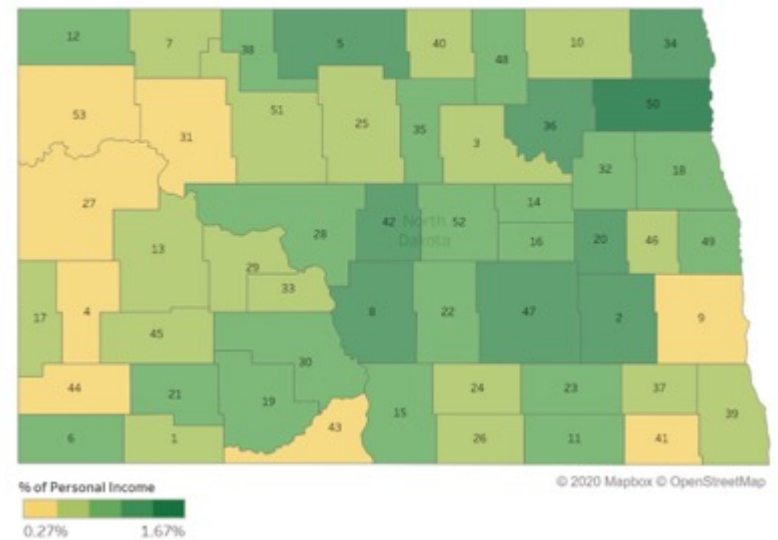 12 7 38 5 40 48 10 34
53 31 51 25 35 3 36 50
32 18
27 13 28 42 52 14 20 46 49
North
Dakota
16
29 33
17 4 45 8 22 47 2 9
30
44 21 19 15 24 23 37 39
6 1 43 26 11 41
% of Personal Income
0.27% 1.67%
© 2020 Mapbox © OpenStreetMap